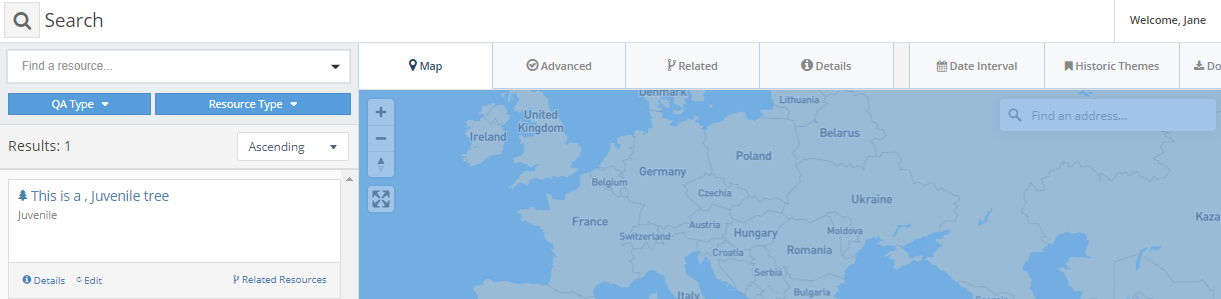 Search
Welcome, Jane
Find a resource...
QA Type
Resource Type
Results: 1
Ascending
This is a , Juvenile tree
Juvenile
Details
Edit
Related Resources
Map
Advanced
Related
Details
Date Interval
Historic Themes
Do
Find an address...
Denmark
Lithuania
United
Kingdom
Ireland
Belarus
Poland
Germany
Belgium
Czechia
Ukraine
France
Austria
Switzerland
Hungary
Moldova
Kaza
Croatia
Romania
Serbia
Italy
Bulgaria